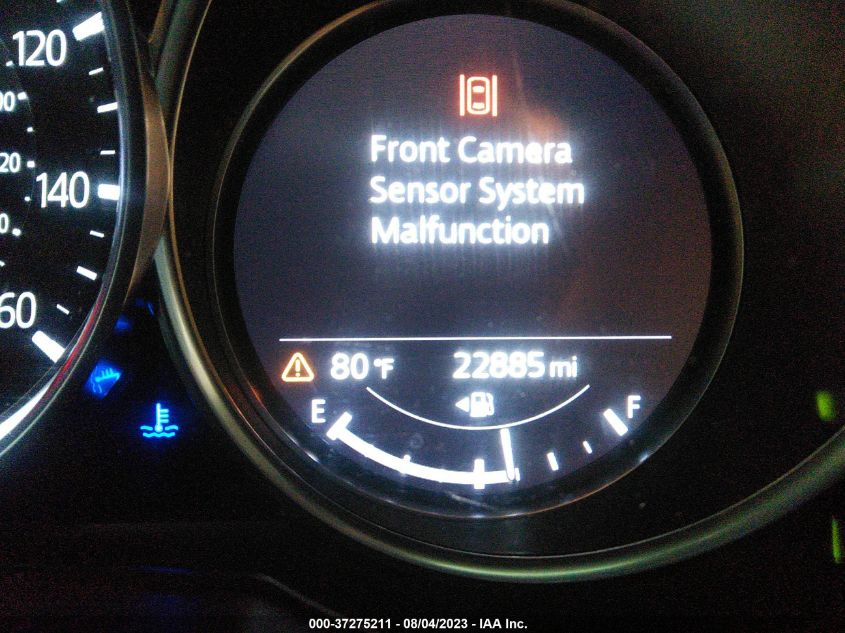 120
140
60
Front Camera
Sensor System
Malfunction
80 °F 22885 mi
E F
000-37275211 - 08/04/2023 - IAA Inc.